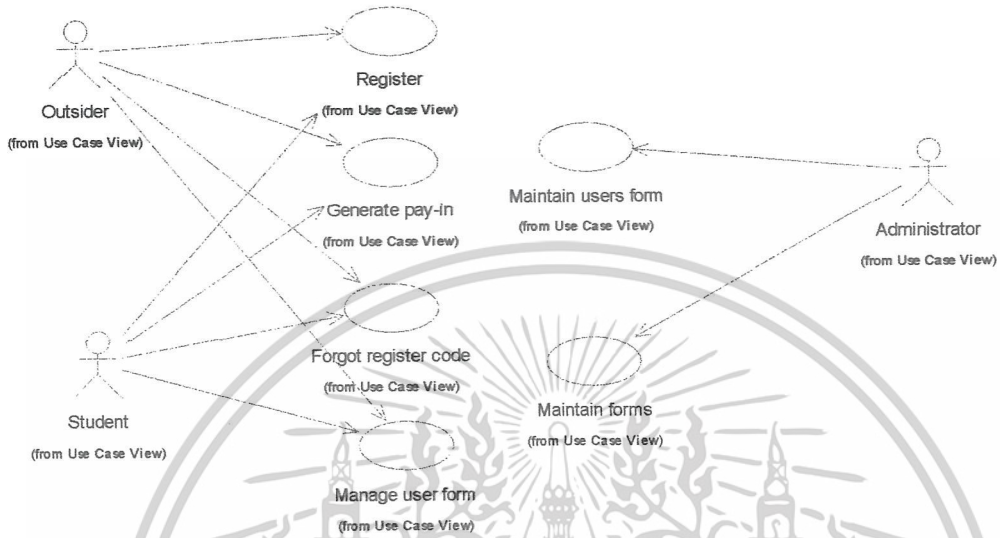 Register
(from Use Case View)
Outsider
(from Use Case View)
Generate pay-in
(from Use Case View)
Maintain users form
(from Use Case View)
Administrator
(from Use Case View)
Forgot register code
(from Use Case View)
Student
(from Use Case View)
Maintain forms
(from Use Case View)
Manage user form
(from Use Case View)